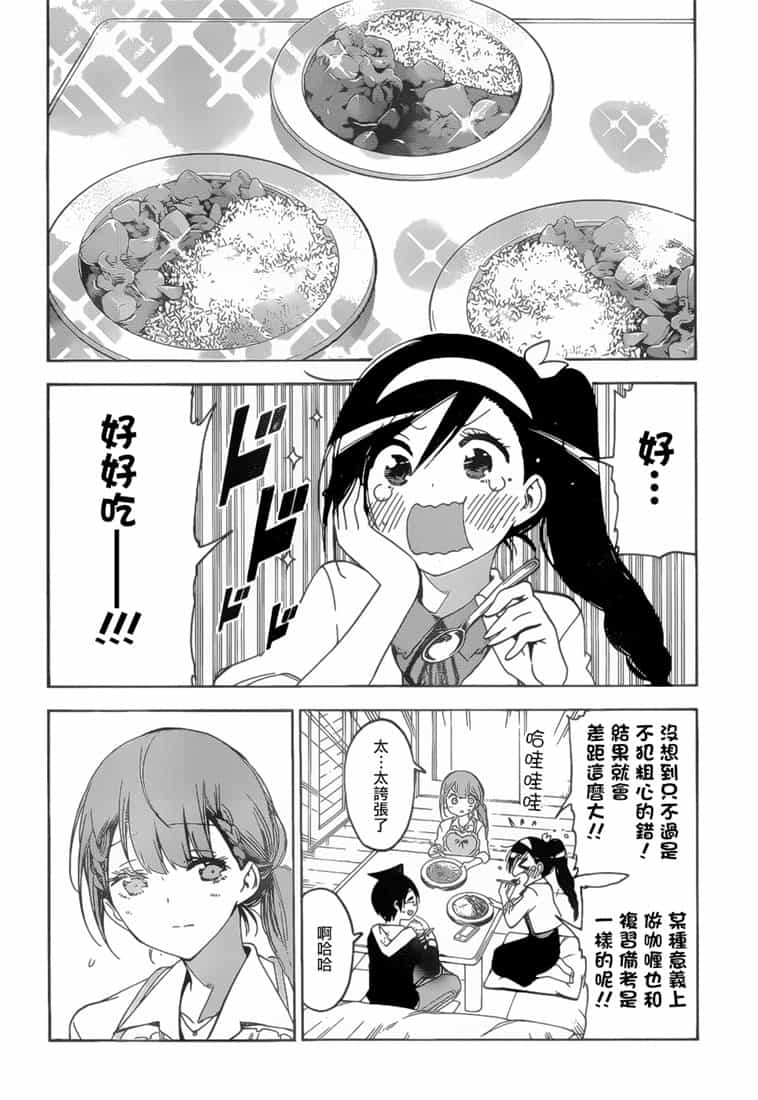 好…
好好吃——!!!
ドドドド
沒想到只不過是
不犯粗心的錯!
結果就會
差距這麼大!!
某種意義上
做咖喱也和
複習備考是
一樣的呢!!
哈哇哇哇
太…太誇張了
啊哈哈